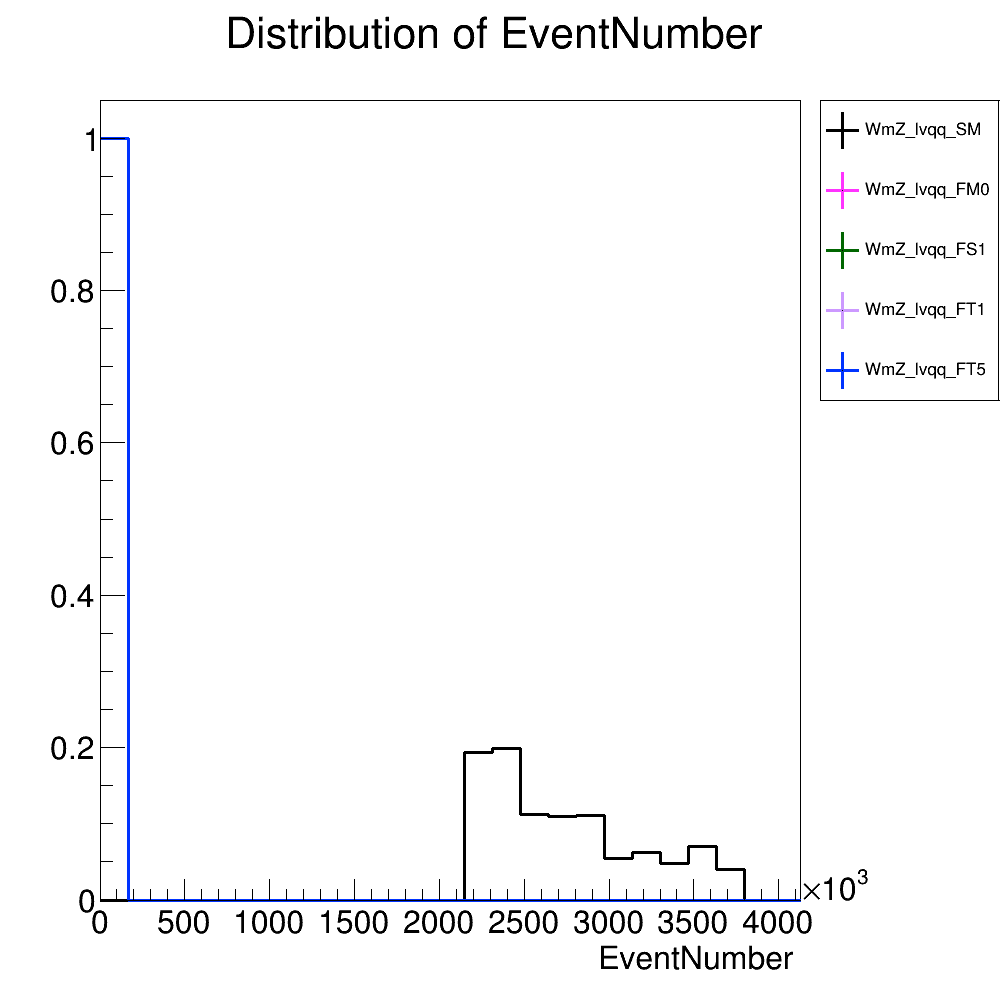 Distribution of EventNumber
1
0.8
0.6
0.4
0.2
0
0 500 1000 1500 2000 2500 3000 3500 4000
×10³
EventNumber
WmZ_lvqq_SM
WmZ_lvqq_FM0
WmZ_lvqq_FS1
WmZ_lvqq_FT1
WmZ_lvqq_FT5